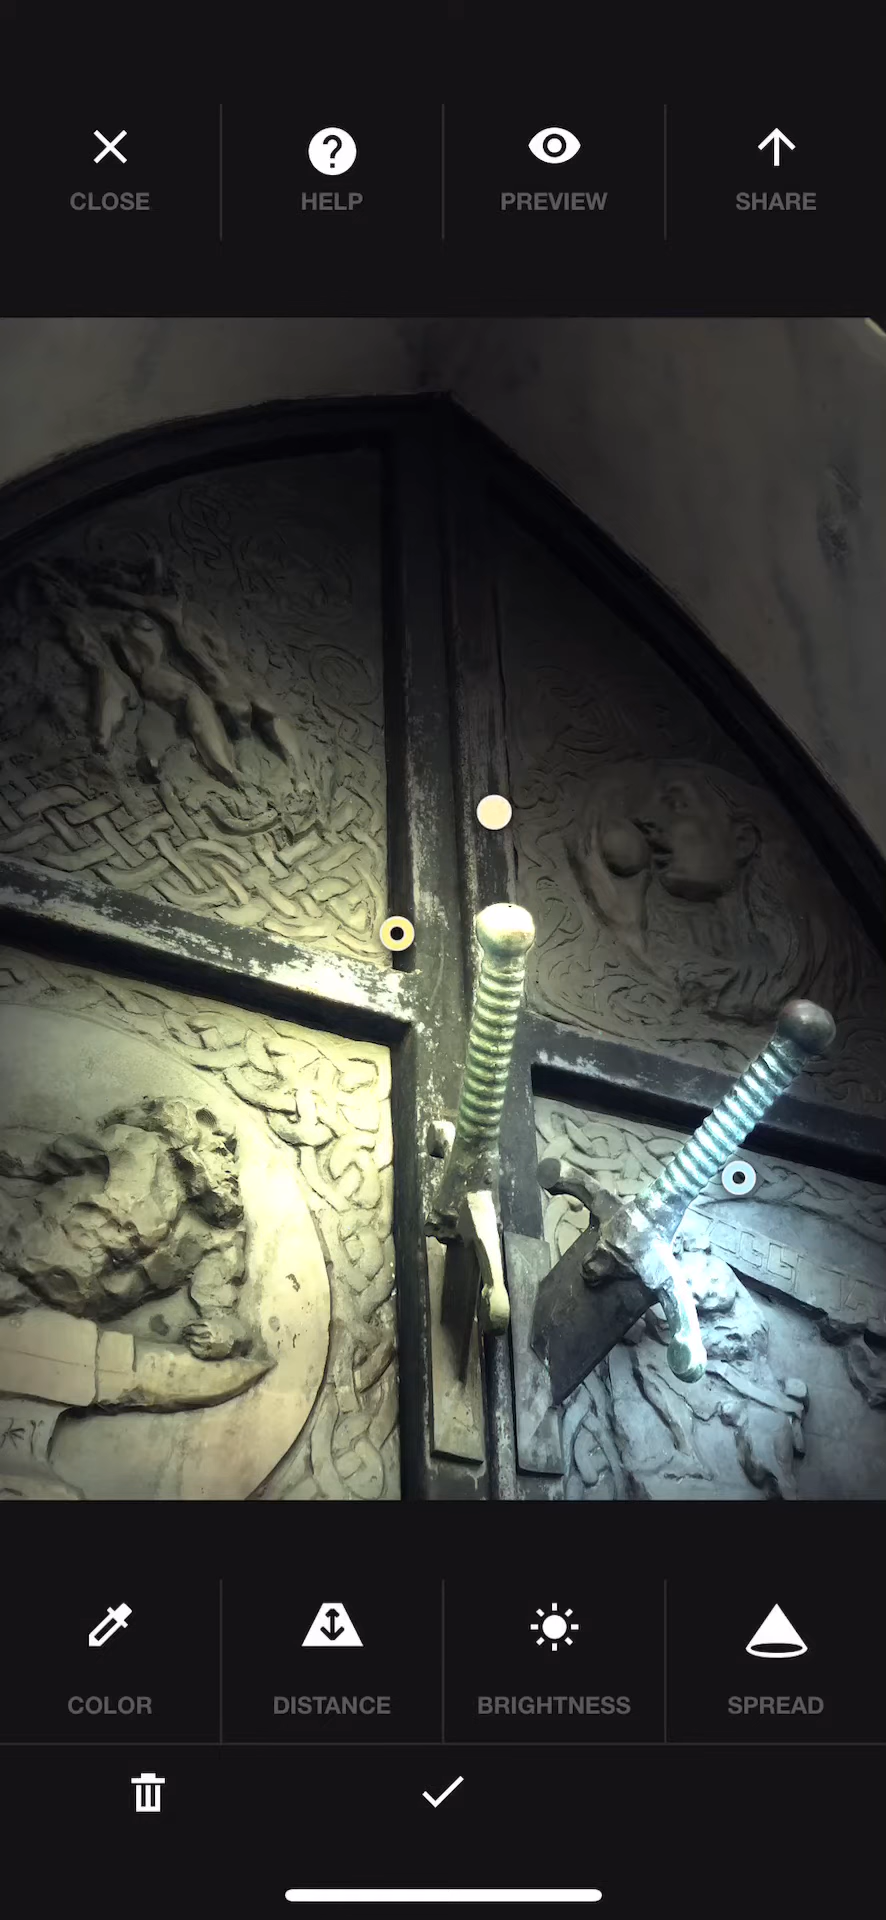 CLOSE
HELP
PREVIEW
SHARE
COLOR
DISTANCE
BRIGHTNESS
SPREAD